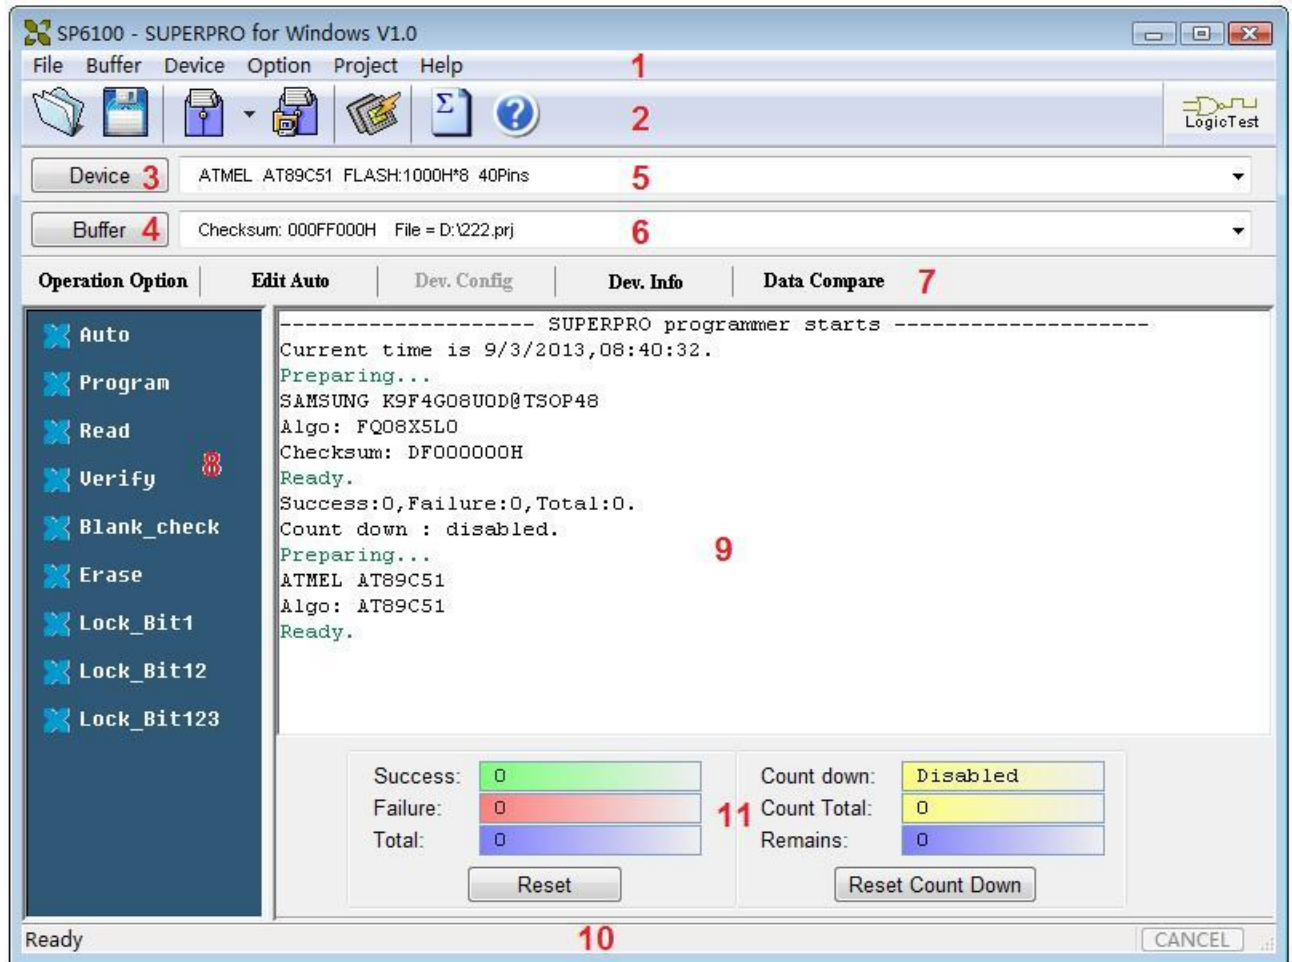 SP6100 - SUPERPRO for Windows V1.0
File Buffer Device Option Project Help 1
Σ ? 2 LogicTest
Device 3 ATMEL AT89C51 FLASH:1000H*8 40Pins 5
Buffer 4 Checksum: 000FF000H File = D:\222.prj 6
Operation Option Edit Auto Dev. Config Dev. Info Data Compare 7
Auto
Program
Read
8
Verify
Blank_check
Erase
Lock_Bit1
Lock_Bit12
Lock_Bit123
-------------------- SUPERPRO programmer starts --------------------
Current time is 9/3/2013,08:40:32.
Preparing...
SAMSUNG K9F4G08U0D@TSOP48
Algo: FQ08X5L0
Checksum: DF000000H
Ready.
Success:0,Failure:0,Total:0.
Count down : disabled.
9
Preparing...
ATMEL AT89C51
Algo: AT89C51
Ready.
Success: 0
Failure: 0
Total: 0
Reset
11
Count down: Disabled
Count Total: 0
Remains: 0
Reset Count Down
Ready 10 CANCEL